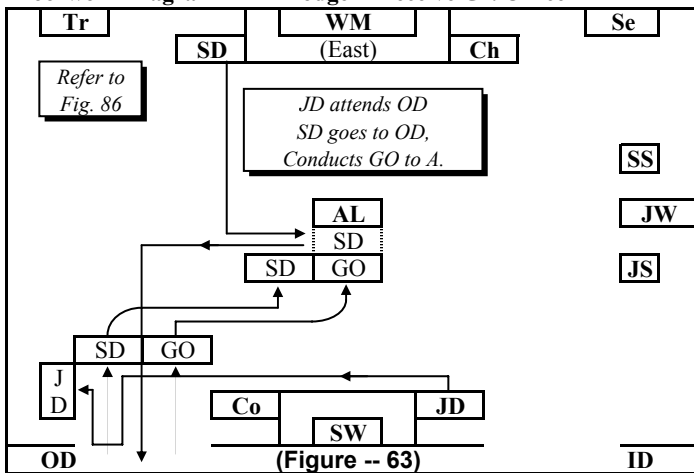 Tr WM Se
SD (East) Ch
Refer to
Fig. 86
JD attends OD
SD goes to OD,
Conducts GO to A.
SS
AL JW
SD
SD GO JS
SD GO
J
D
Co JD
SW
OD (Figure -- 63) ID